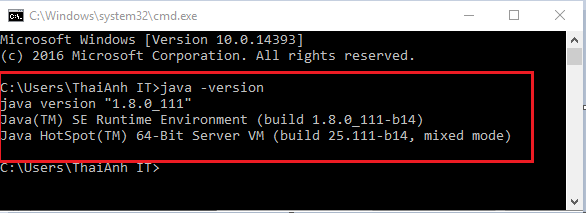 C:\Windows\system32\cmd.exe
Microsoft Windows [Version 10.0.14393]
(c) 2016 Microsoft Corporation. All rights reserved.
C:\Users\ThaiAnh IT>java -version
java version "1.8.0_111"
Java(TM) SE Runtime Environment (build 1.8.0_111-b14)
Java HotSpot(TM) 64-Bit Server VM (build 25.111-b14, mixed mode)
C:\Users\ThaiAnh IT>